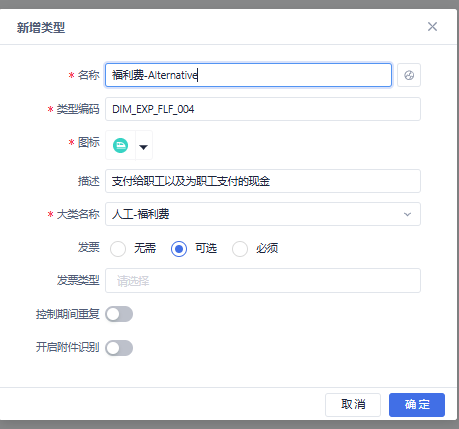 新增类型
* 名称 福利费-Alternative
* 类型编码 DIM_EXP_FLF_004
* 图标
描述 支付给职工以及为职工支付的现金
* 大类名称 人工-福利费
发票 无需 可选 必须
发票类型 请选择
控制期间重复
开启附件识别
取消 确定